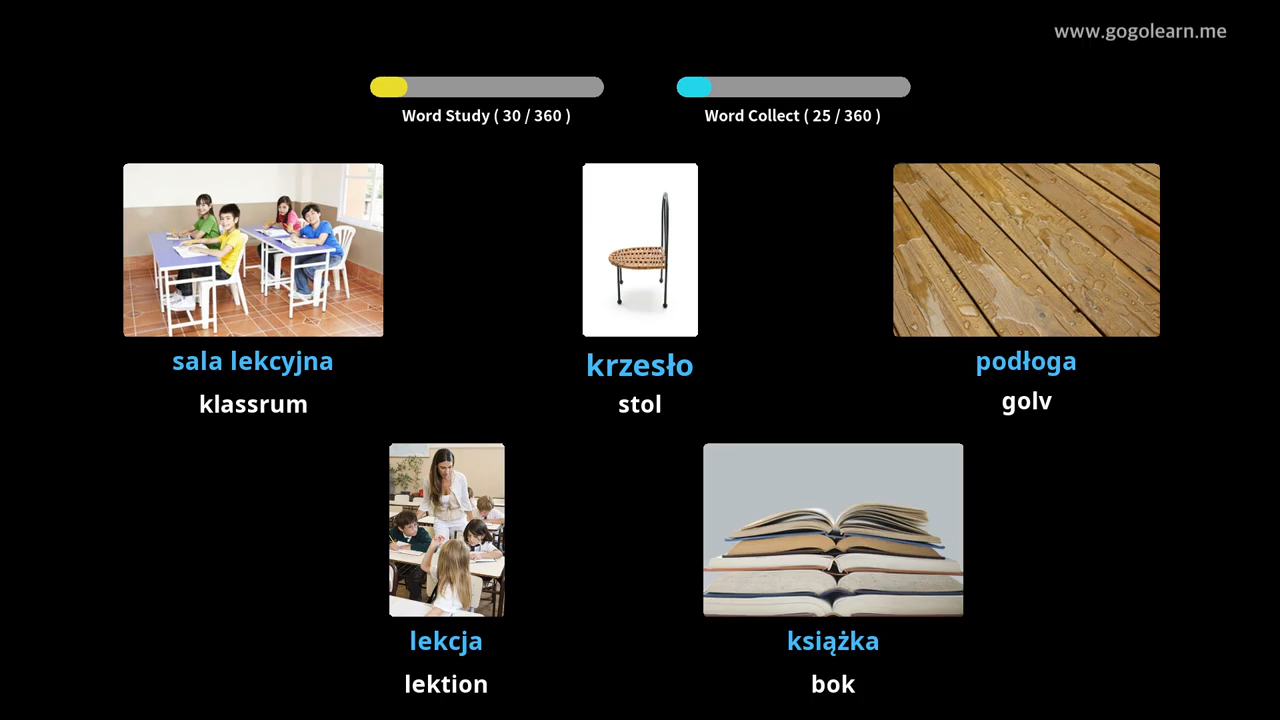 www.gogolearn.me
Word Study ( 30 / 360 )
Word Collect ( 25 / 360 )
sala lekcyjna
klassrum
krzesło
stol
podłoga
golv
lekcja
lektion
książka
bok